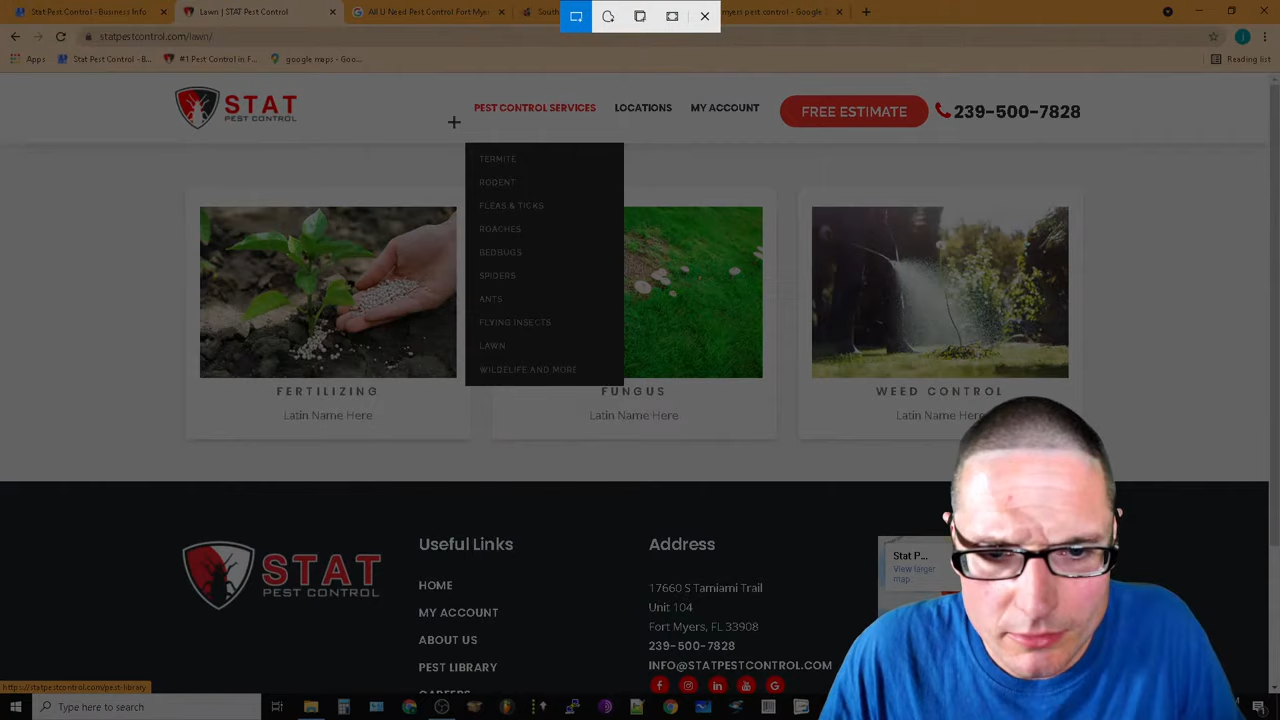 Stat Pest Control - Business Info
Lawn | STAT Pest Control
All U Need Pest Control Fort Mye
South
myers pest control - Google
statpestcontrol.com/lawn/
Apps
Stat Pest Control - B...
#1 Pest Control in F...
google maps - Goo...
Reading list
STAT
PEST CONTROL
PEST CONTROL SERVICES
LOCATIONS
MY ACCOUNT
FREE ESTIMATE
239-500-7828
TERMITE
RODENT
FLEAS & TICKS
ROACHES
BEDBUGS
SPIDERS
ANTS
FLYING INSECTS
LAWN
WILDELIFE AND MORE
FERTILIZING
Latin Name Here
FUNGUS
Latin Name Here
WEED CONTROL
Latin Name Here
STAT
PEST CONTROL
Useful Links
HOME
MY ACCOUNT
ABOUT US
PEST LIBRARY
CAREERS
Address
17660 S Tamiami Trail
Unit 104
Fort Myers, FL 33908
239-500-7828
INFO@STATPESTCONTROL.COM
Stat P...
View larger
map
https://statpestcontrol.com/pest-library
Type here to search